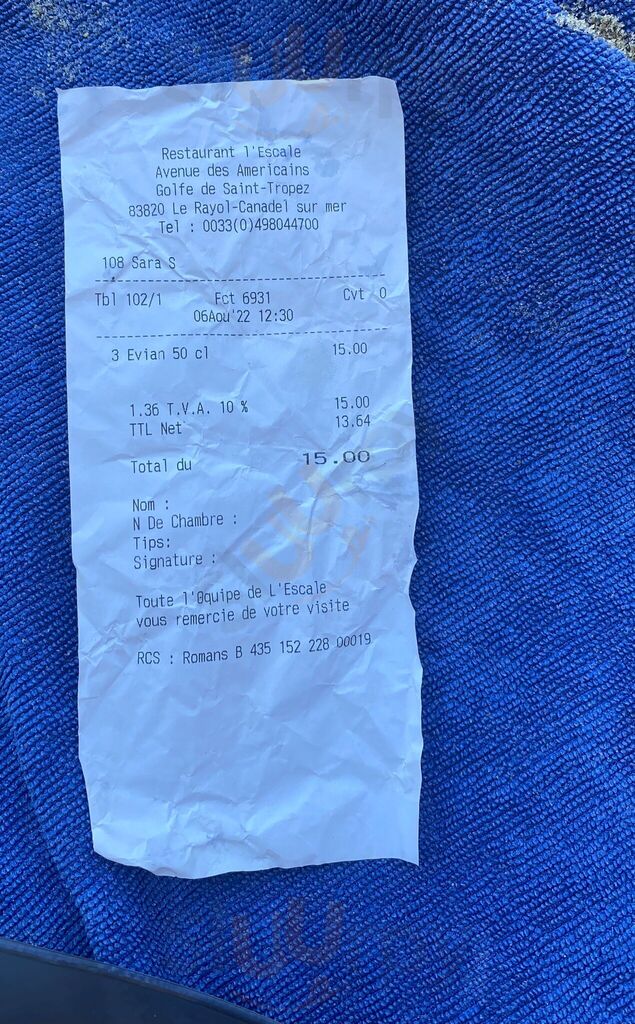 Restaurant l'Escale
Avenue des Americains
Golfe de Saint-Tropez
83820 Le Rayol-Canadel sur mer
Tel : 0033(0)498044700
108 Sara S
Tbl 102/1 Fct 6931 Cvt 0
06Aou'22 12:30
3 Evian 50 cl 15.00
1.36 T.V.A. 10 % 15.00
TTL Net 13.64
Total du 15.00
Nom :
N De Chambre :
Tips:
Signature :
Toute l'@quipe de L'Escale
vous remercie de votre visite
RCS : Romans B 435 152 228 00019